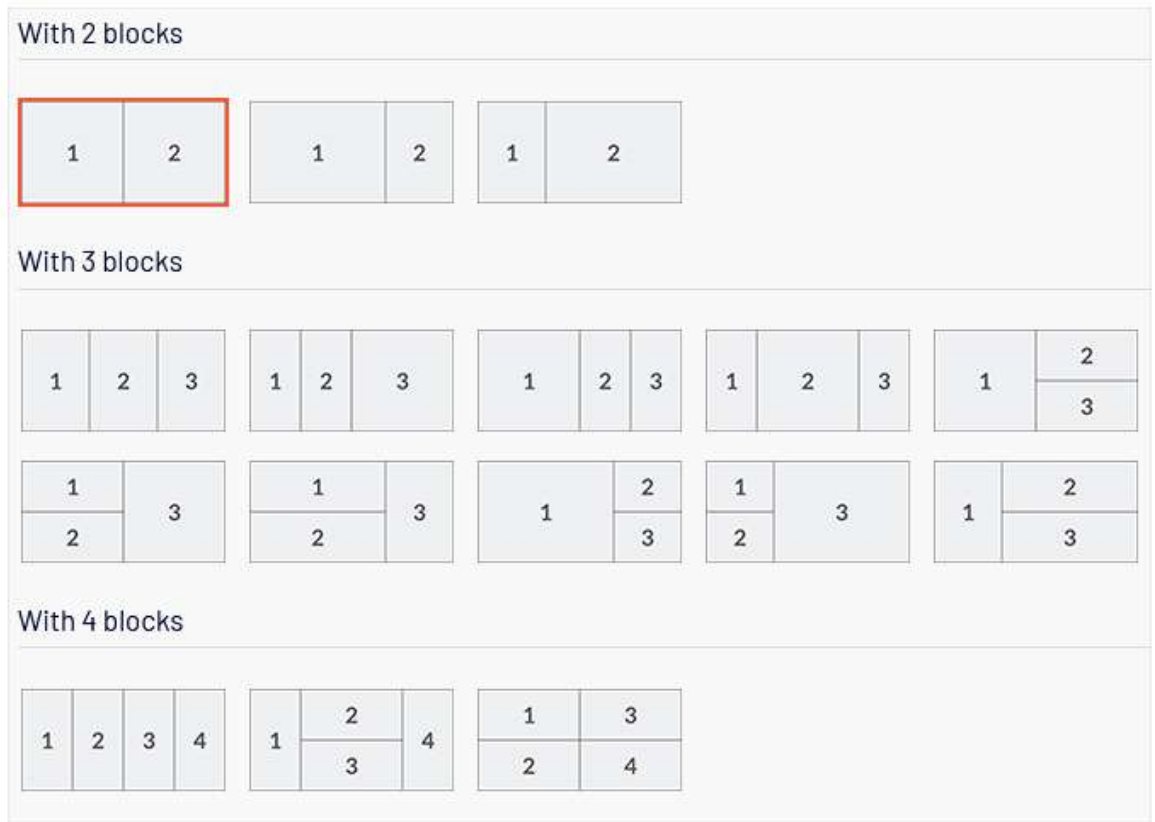 With 2 blocks
1 2 1 2 1 2
With 3 blocks
1 2 3 1 2 3 1 2 3 1 2 3 1 2 3
1 2 3 1 2 3 1 2 3 1 2 3 1 2 3
With 4 blocks
1 2 3 4 1 2 3 4 1 3 2 4